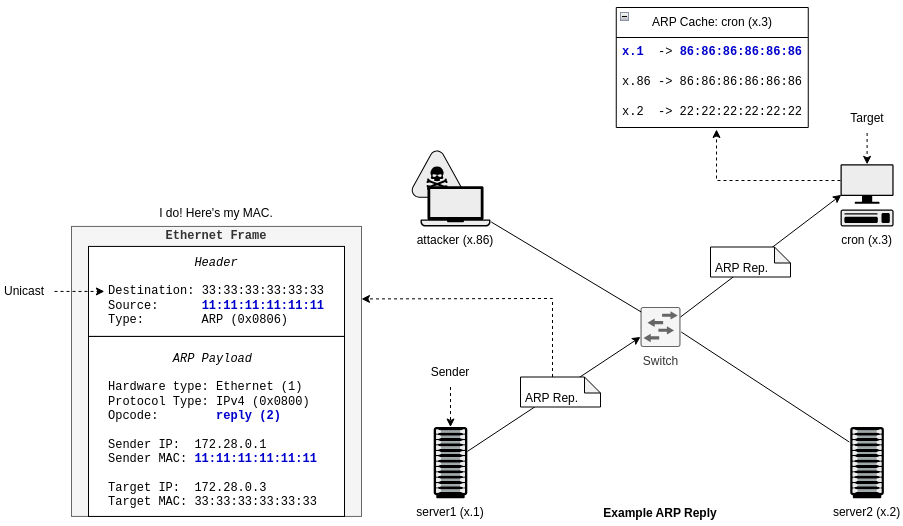 ARP Cache: cron (x.3)
x.1 -> 86:86:86:86:86:86
x.86 -> 86:86:86:86:86:86
x.2 -> 22:22:22:22:22:22
Target
cron (x.3)
attacker (x.86)
ARP Rep.
Switch
I do! Here's my MAC.
Ethernet Frame
Header
Unicast
Destination: 33:33:33:33:33:33
Source: 11:11:11:11:11:11
Type: ARP (0x0806)
ARP Payload
Hardware type: Ethernet (1)
Protocol Type: IPv4 (0x0800)
Opcode: reply (2)
Sender IP: 172.28.0.1
Sender MAC: 11:11:11:11:11:11
Target IP: 172.28.0.3
Target MAC: 33:33:33:33:33:33
Sender
ARP Rep.
server1 (x.1)
Example ARP Reply
server2 (x.2)